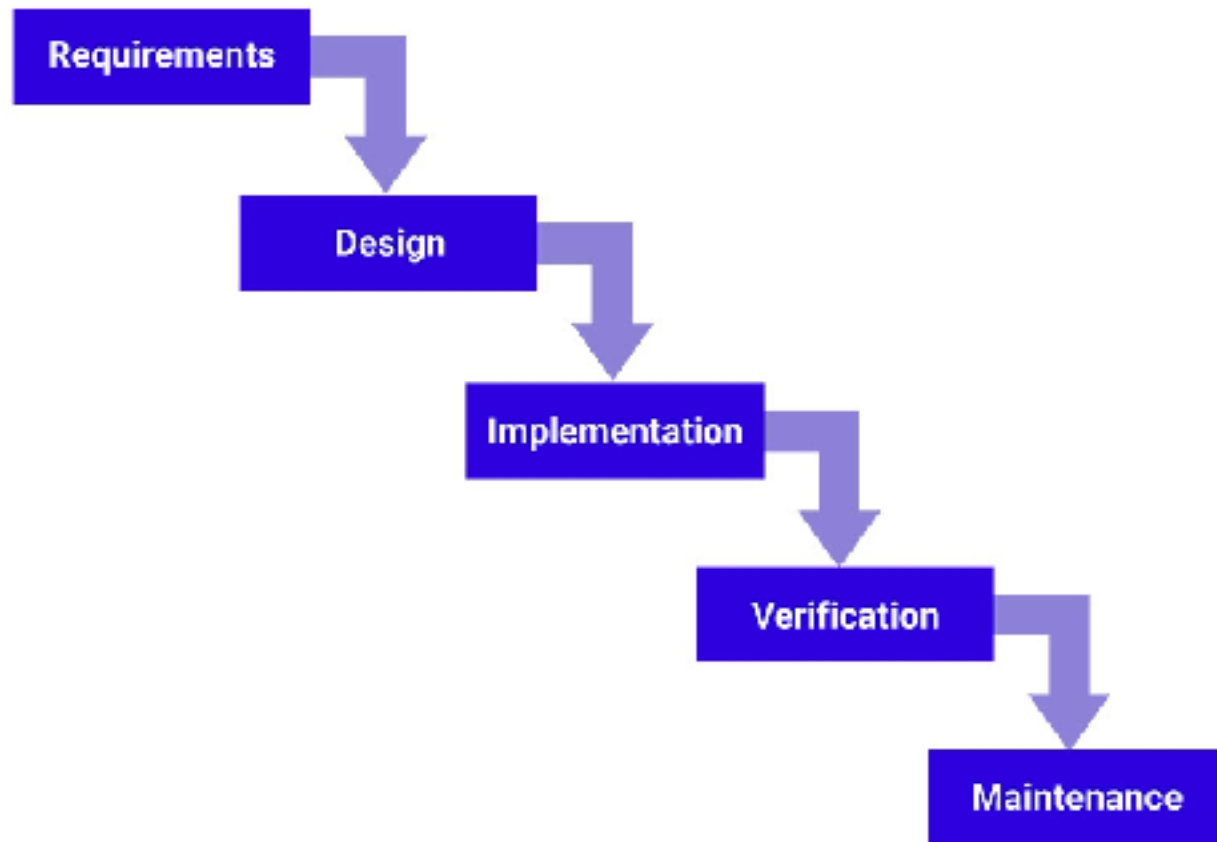 Requirements
Design
Implementation
Verification
Maintenance